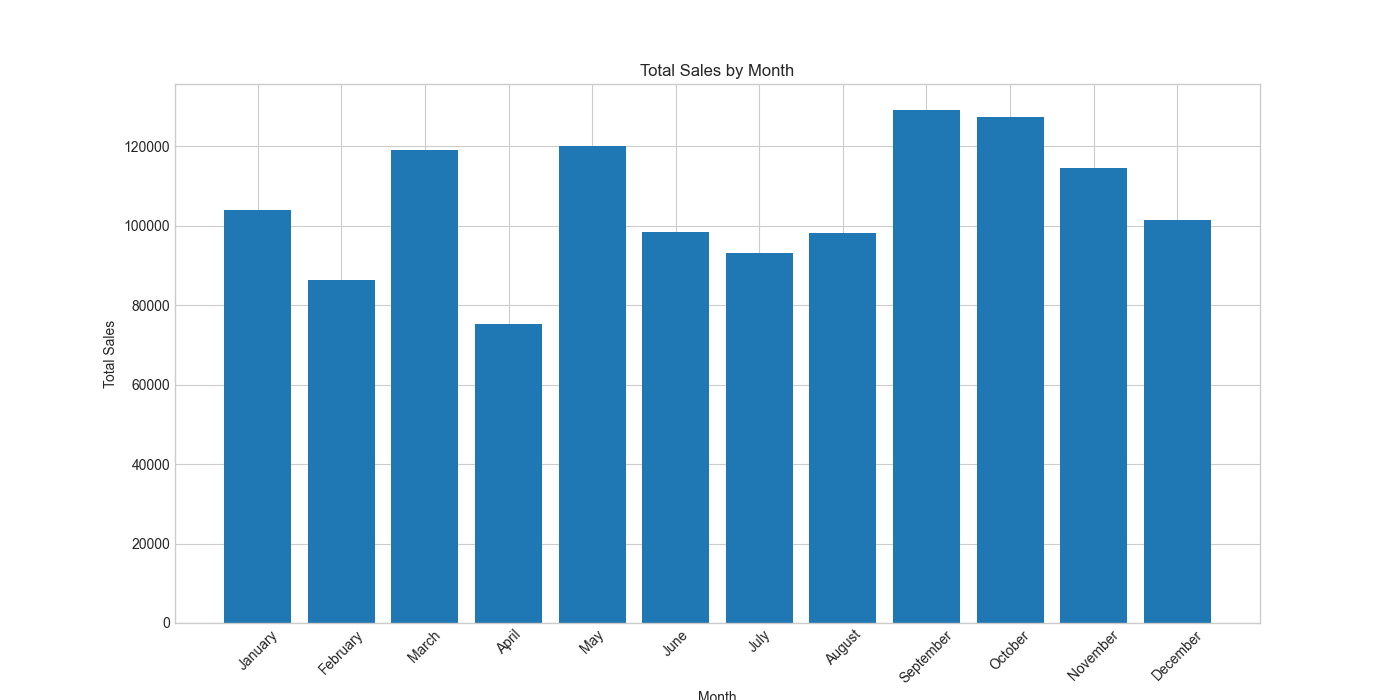 Total Sales by Month
Total Sales
120000
100000
80000
60000
40000
20000
0
January
February
March
April
May
June
July
August
September
October
November
December
Month